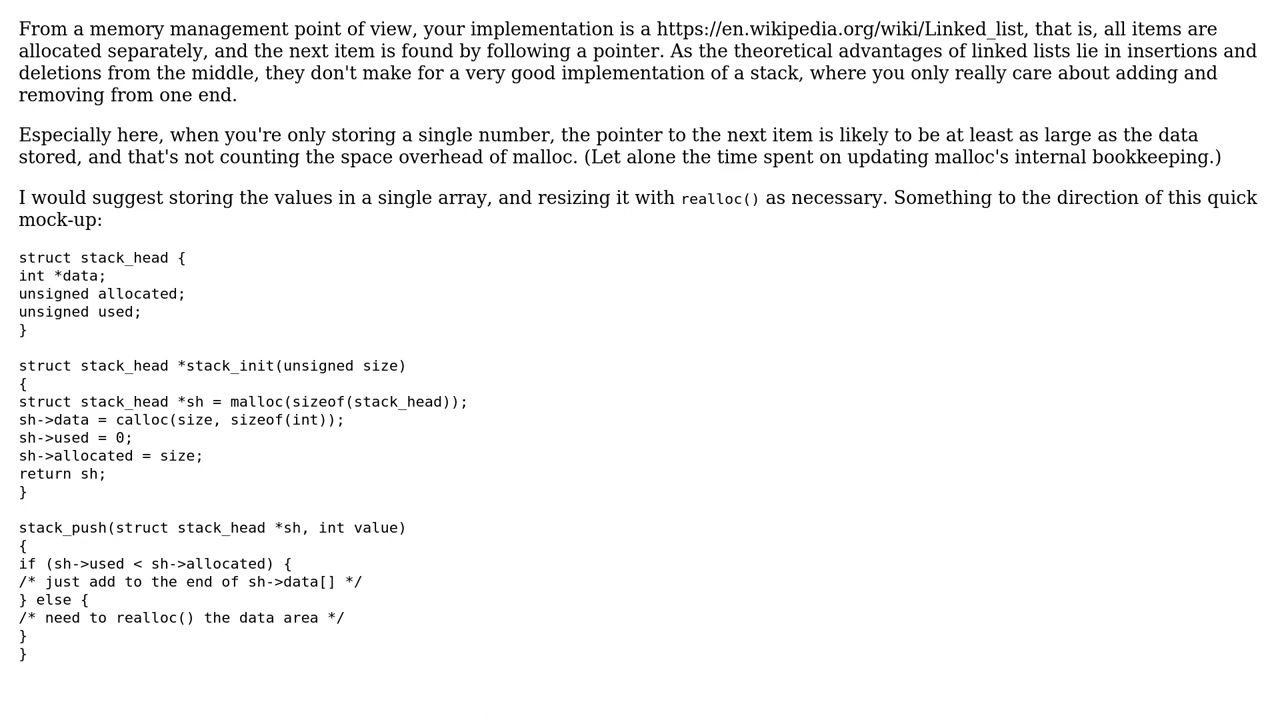 From a memory management point of view, your implementation is a https://en.wikipedia.org/wiki/Linked_list, that is, all items are
allocated separately, and the next item is found by following a pointer. As the theoretical advantages of linked lists lie in insertions and
deletions from the middle, they don't make for a very good implementation of a stack, where you only really care about adding and
removing from one end.
Especially here, when you're only storing a single number, the pointer to the next item is likely to be at least as large as the data
stored, and that's not counting the space overhead of malloc. (Let alone the time spent on updating malloc's internal bookkeeping.)
I would suggest storing the values in a single array, and resizing it with realloc() as necessary. Something to the direction of this quick
mock-up:
struct stack_head {
int *data;
unsigned allocated;
unsigned used;
}
struct stack_head *stack_init(unsigned size)
{
struct stack_head *sh = malloc(sizeof(stack_head));
sh->data = calloc(size, sizeof(int));
sh->used = 0;
sh->allocated = size;
return sh;
}
stack_push(struct stack_head *sh, int value)
{
if (sh->used < sh->allocated) {
/* just add to the end of sh->data[] */
} else {
/* need to realloc() the data area */
}
}